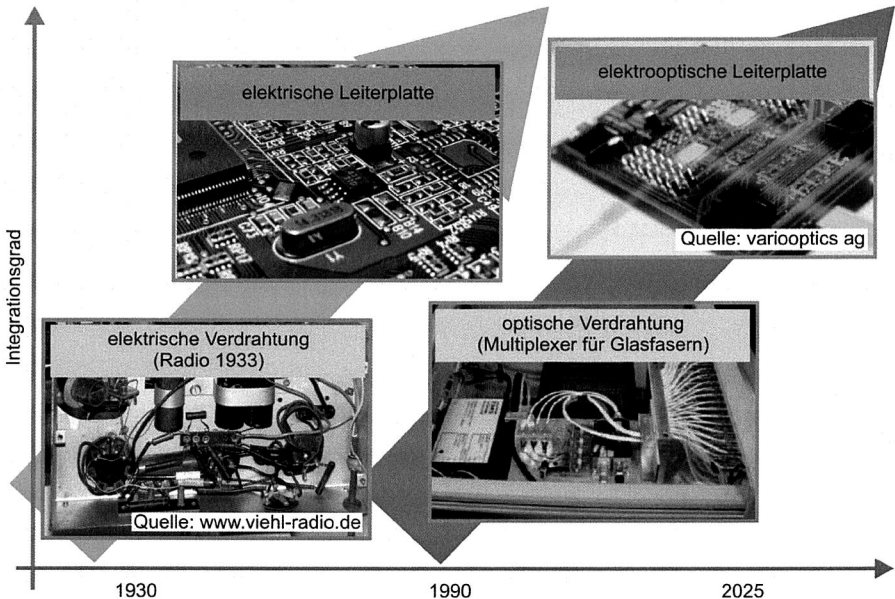 elektrische Leiterplatte
elektrooptische Leiterplatte
Quelle: variooptics ag
Integrationsgrad
elektrische Verdrahtung
(Radio 1933)
optische Verdrahtung
(Multiplexer für Glasfasern)
Quelle: www.viehl-radio.de
1930
1990
2025